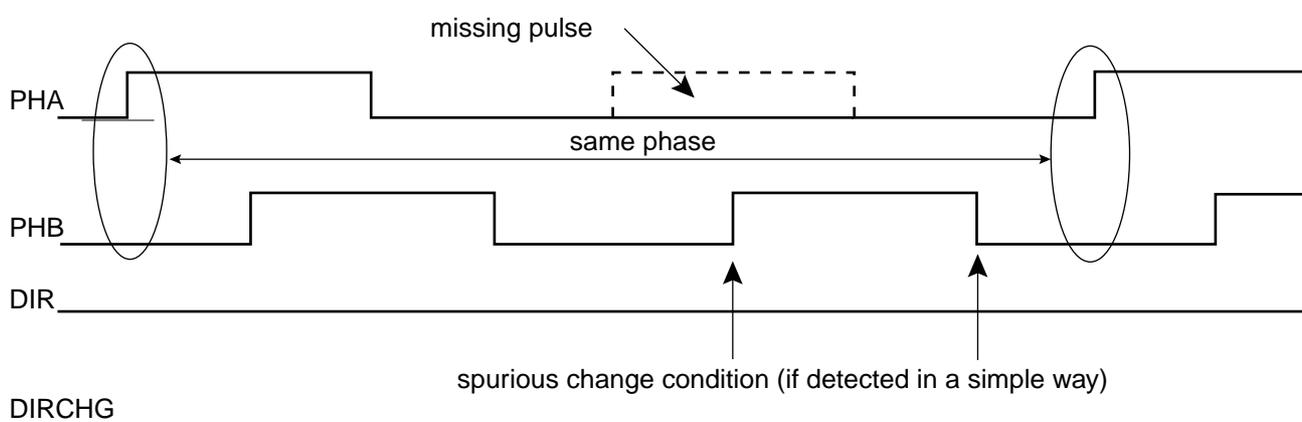 missing pulse
PHA
same phase
PHB
DIR
spurious change condition (if detected in a simple way)
DIRCHG